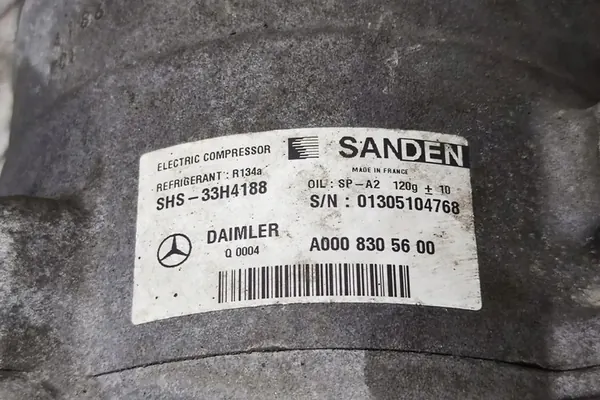 ELECTRIC COMPRESSOR
SANDEN
REFRIGERANT : R134a
MADE IN FRANCE
SHS-33H4188
OIL : SP-A2 120g ± 10
S/N : 01305104768
DAIMLER
A000 830 56 00
Q 0004